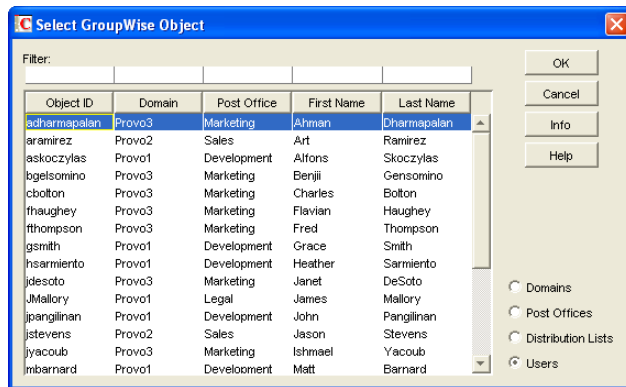 Select GroupWise Object
Filter:
OK
Cancel
Info
Help
Object ID Domain Post Office First Name Last Name
adharmapalan Provo3 Marketing Ahman Dharmapalan
aramirez Provo2 Sales Art Ramirez
askoczylas Provo1 Development Alfons Skoczylas
bgelsomino Provo3 Marketing Benjii Gensomino
cbolton Provo3 Marketing Charles Bolton
fhaughey Provo3 Marketing Flavian Haughey
fthompson Provo3 Marketing Fred Thompson
gsmith Provo1 Development Grace Smith
hsarmiento Provo1 Development Heather Sarmiento
jdesoto Provo3 Marketing Janet DeSoto
JMallory Provo1 Legal James Mallory
jpangilinan Provo1 Development John Pangilinan
jstevens Provo2 Sales Jason Stevens
jyacoub Provo3 Marketing Ishmael Yacoub
mbarnard Provo1 Development Matt Barnard
Domains
Post Offices
Distribution Lists
Users